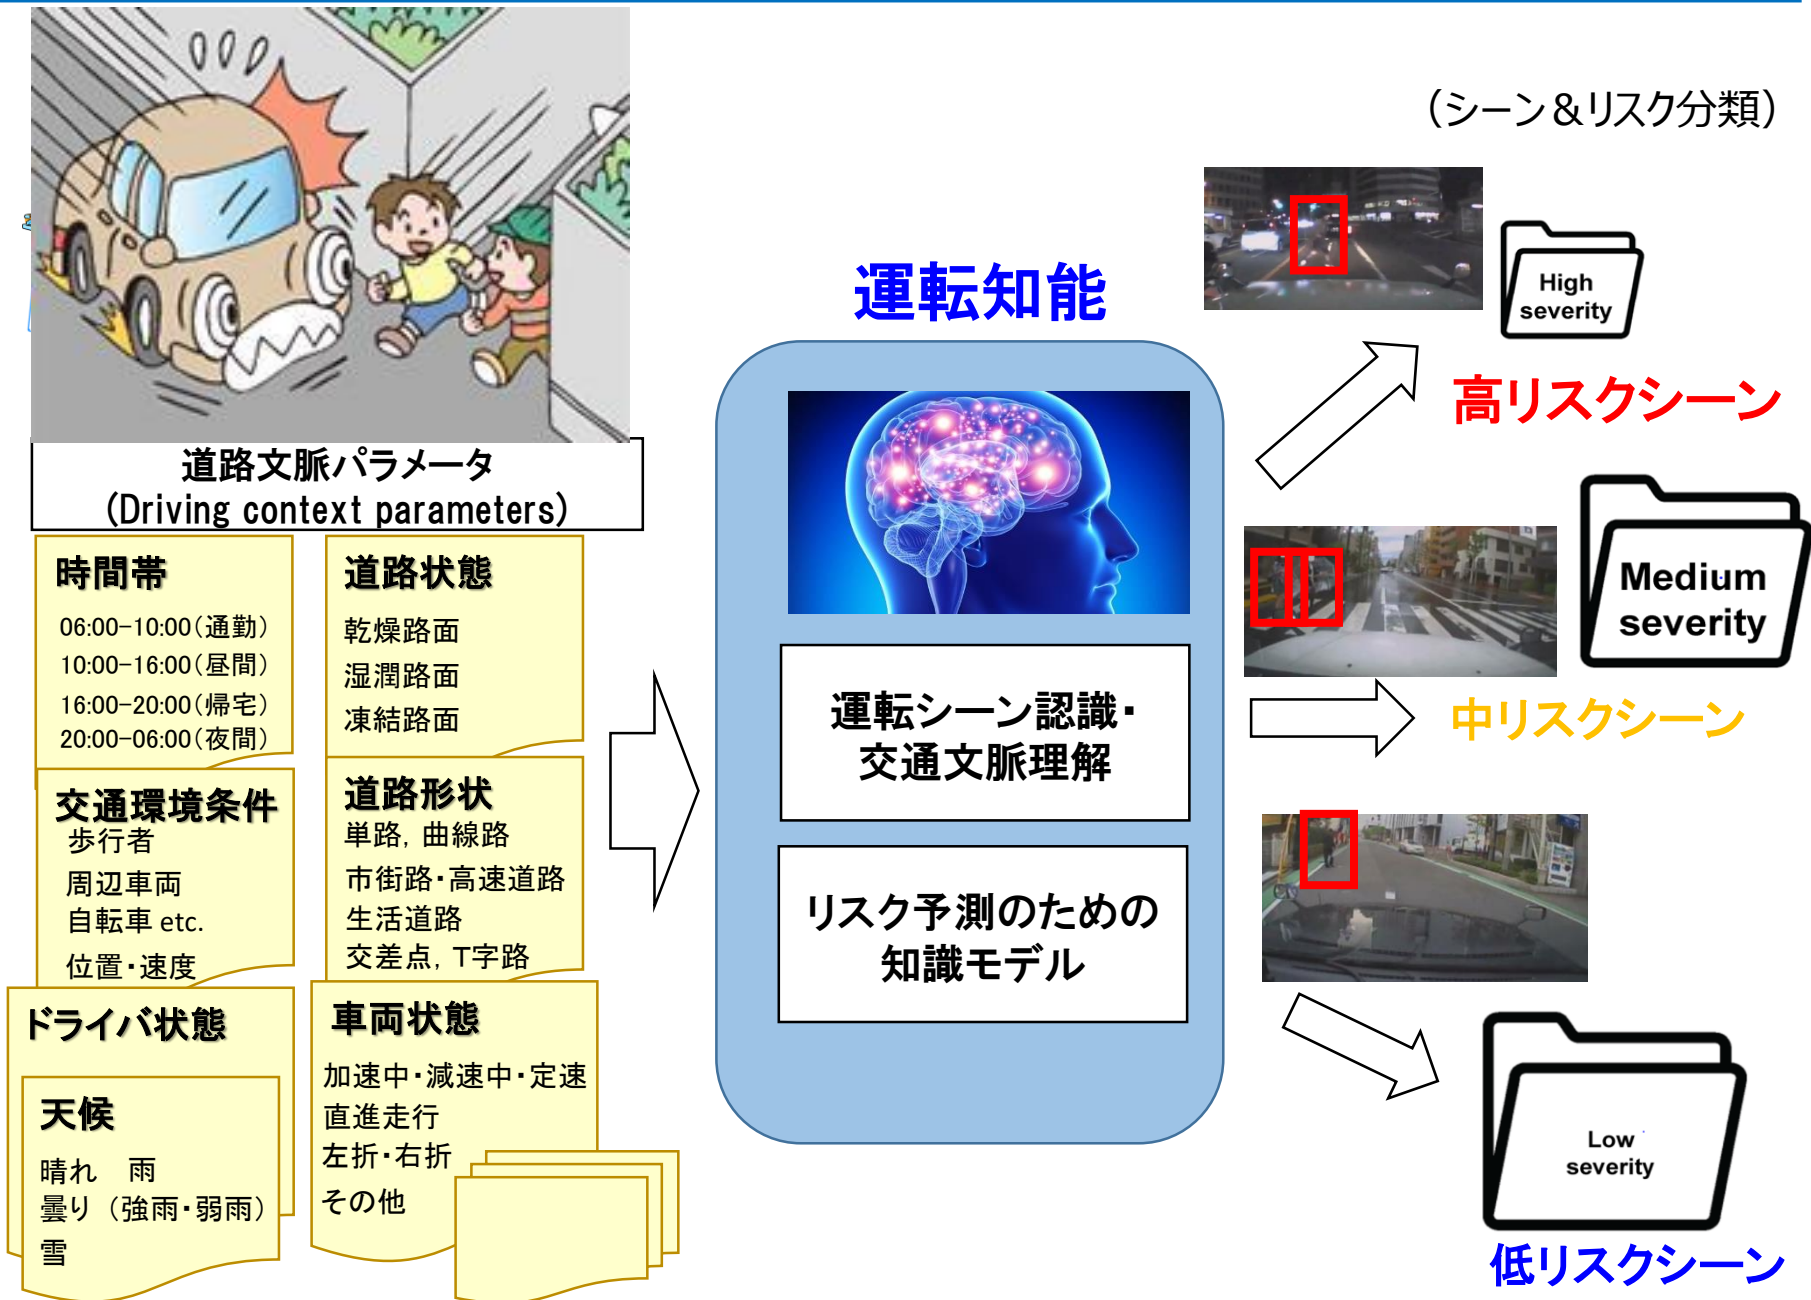 （シーン＆リスク分類）
道路文脈パラメータ
(Driving context parameters)
時間帯
06:00-10:00（通勤）
10:00-16:00（昼間）
16:00-20:00（帰宅）
20:00-06:00（夜間）
道路状態
乾燥路面
湿潤路面
凍結路面
交通環境条件
歩行者
周辺車両
自転車 etc.
位置・速度
道路形状
単路, 曲線路
市街路・高速道路
生活道路
交差点, T字路
ドライバ状態
天候
晴れ　雨
曇り （強雨・弱雨）
雪
車両状態
加速中・減速中・定速
直進走行
左折・右折
その他
運転知能
運転シーン認識・
交通文脈理解
リスク予測のための
知識モデル
High
severity
高リスクシーン
Medium
severity
中リスクシーン
Low
severity
低リスクシーン